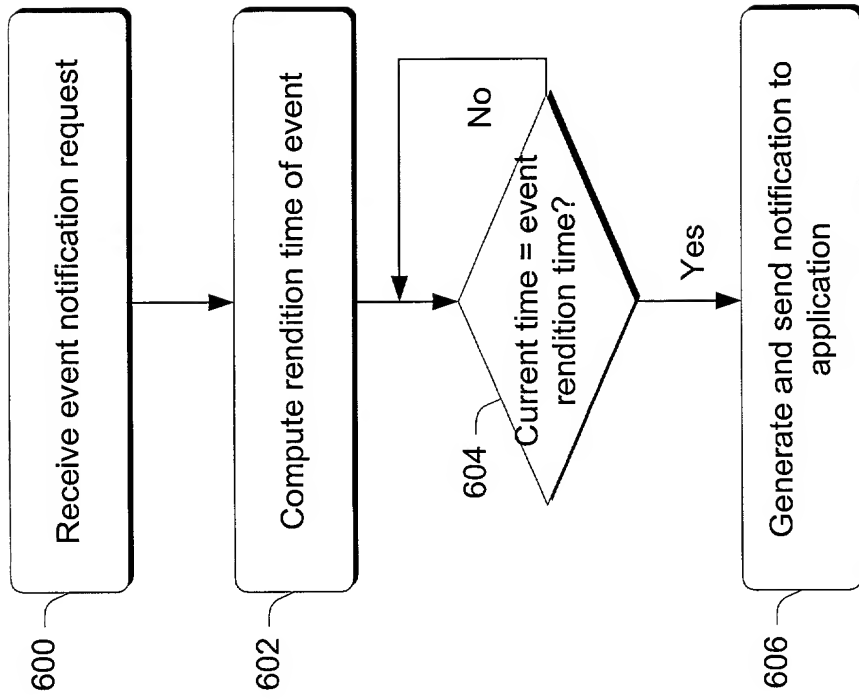 600
Receive event notification request
602
Compute rendition time of event
604
Current time = event
rendition time?
No
Yes
606
Generate and send notification to
application